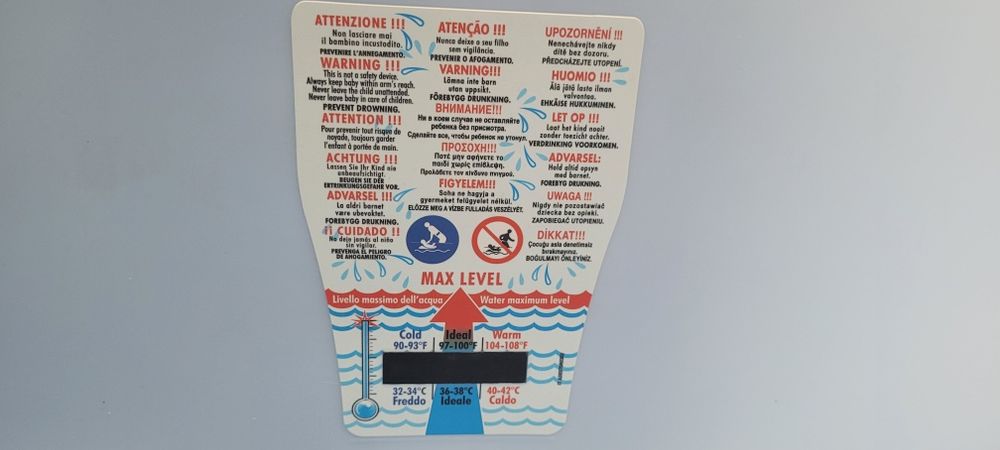 ATTENZIONE !!!
Non lasciare mai
il bambino incustodito.
PREVENIRE L'ANNEGAMENTO.
WARNING !!!
This is not a safety device.
Always keep baby within arm's reach.
Never leave the child unattended.
Never leave baby in care of children.
PREVENT DROWNING.
ATTENTION !!!
Pour prevenir tout risque de
noyade, toujours garder
l'enfant à portée de main.
ACHTUNG !!!
Lassen Sie Ihr Kind nie
unbeaufsichtigt.
BEUGEN SIE DER
ERTRINKUNGSGEFAHR VOR.
ADVARSEL !!!
La aldri barnet
være ubevoktet.
FOREBYGG DRUKNING.
¡¡ CUIDADO !!
No deje jamás al niño
sin vigilar.
PREVENGA EL PELIGRO
DE AHOGAMIENTO.
ATENÇÃO !!!
Nunca deixe o seu filho
sem vigilância.
PREVENIR O AFOGAMENTO.
VARNING!!!
Lämna inte barn
utan uppsikt.
FÖREBYGG DRUNKNING.
ВНИМАНИЕ!!!
Ни в коем случае не оставляйте
ребенка без присмотра.
Сделайте все, чтобы ребенок не утонул.
ΠΡΟΣΟΧΗ!!!
Ποτέ μην αφήνετε το
παιδί χωρίς επίβλεψη.
Προλάβετε τον κίνδυνο πνιγμού.
FIGYELEM!!!
Soha ne hagyja a
gyermeket felügyelet nélkül.
ELŐZZE MEG A VÍZBE FULLADÁS VESZÉLYÉT.
UPOZORNĚNÍ !!!
Nenechávejte nikdy
dítě bez dozoru.
PŘEDCHÁZEJTE UTOPENÍ.
HUOMIO !!!
Älä jätä lasta ilman
valvontaa.
EHKÄISE HUKKUMINEN.
LET OP !!!
Laat het kind nooit
zonder toezicht achter.
VERDRINKING VOORKOMEN.
ADVARSEL:
Hold altid opsyn
med barnet.
FOREBYG DRUKNING.
UWAGA !!!
Nigdy nie pozostawiać
dziecka bez opieki.
ZAPOBIEGAĆ UTOPIENIU.
DİKKAT!!!
Çocuğu asla denetimsiz
bırakmayınız.
BOĞULMAYI ÖNLEYİNİZ.
MAX LEVEL
Livello massimo dell'acqua
Water maximum level
Cold Ideal Warm
90-93°F 97-100°F 104-108°F
32-34°C 36-38°C 40-42°C
Freddo Ideale Caldo